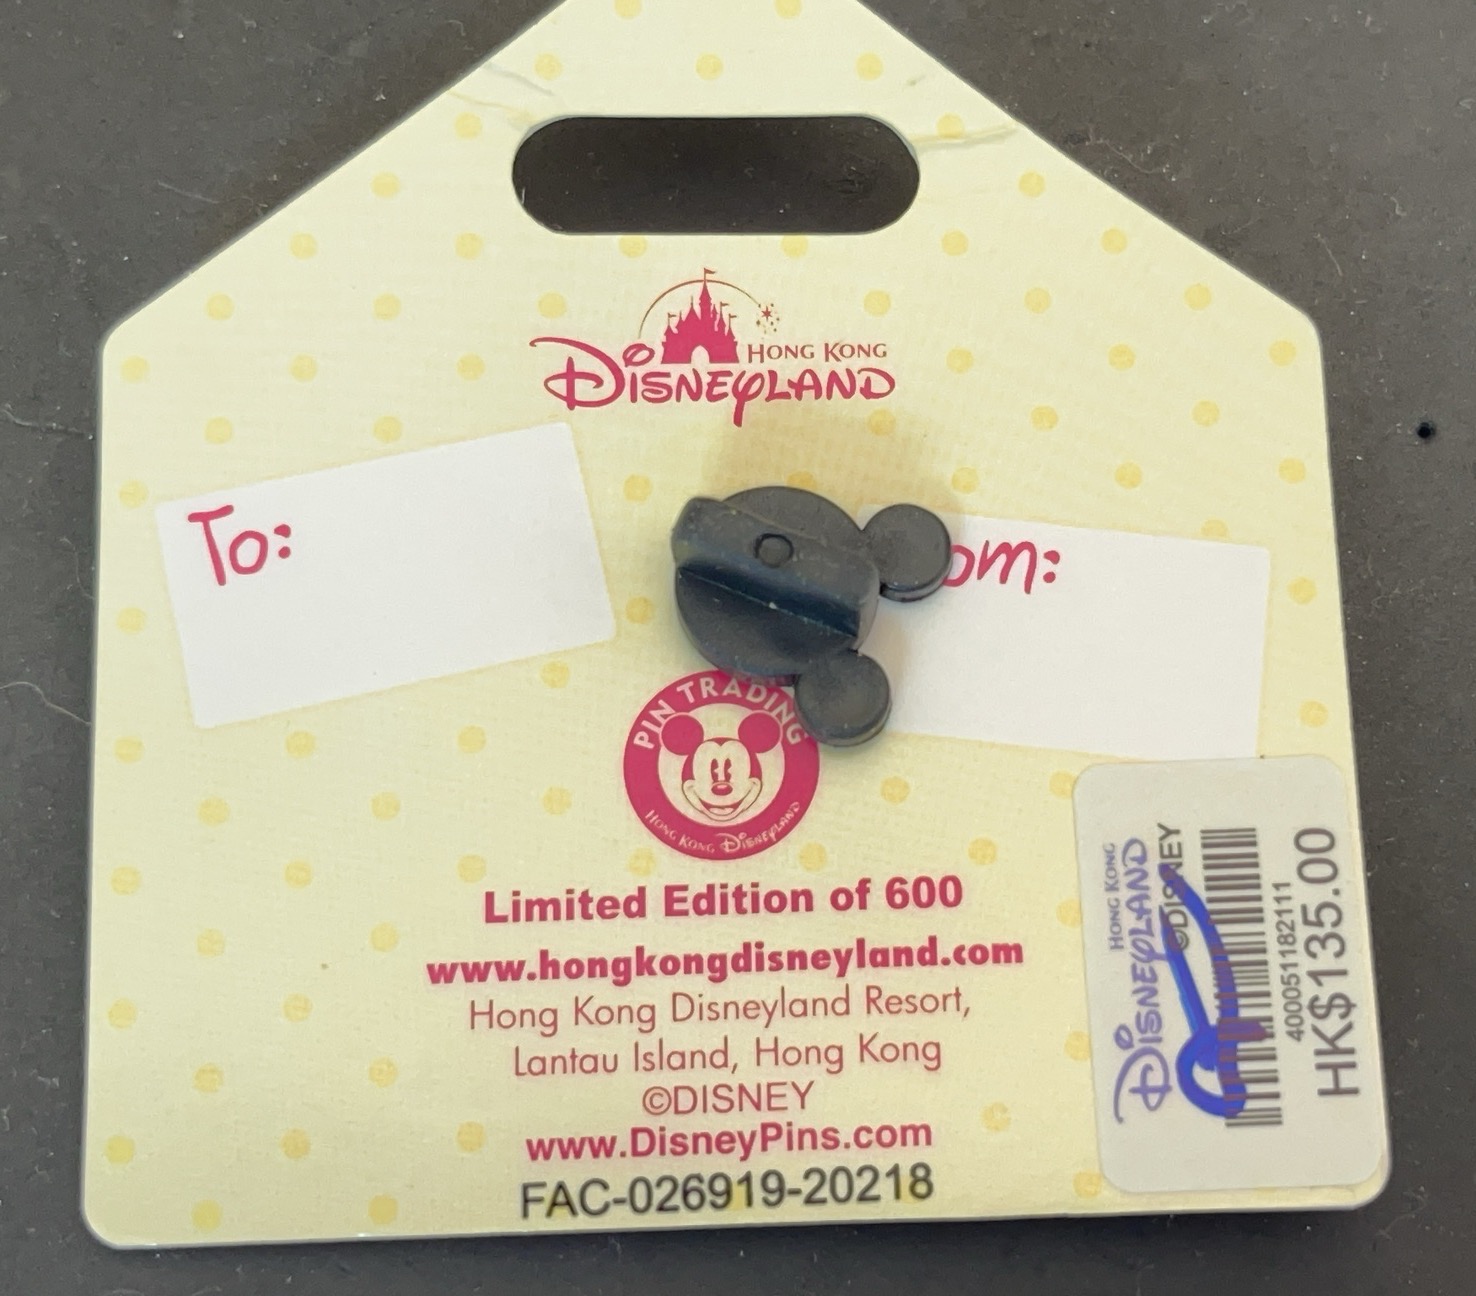 HONG KONG
DISNEYLAND
To:
om:
PIN TRADING
HONG KONG DISNEYLAND
Limited Edition of 600
www.hongkongdisneyland.com
Hong Kong Disneyland Resort,
Lantau Island, Hong Kong
©DISNEY
www.DisneyPins.com
FAC-026919-20218
HONG KONG
DISNEYLAND
©DISNEY
400051182111
HK$135.00